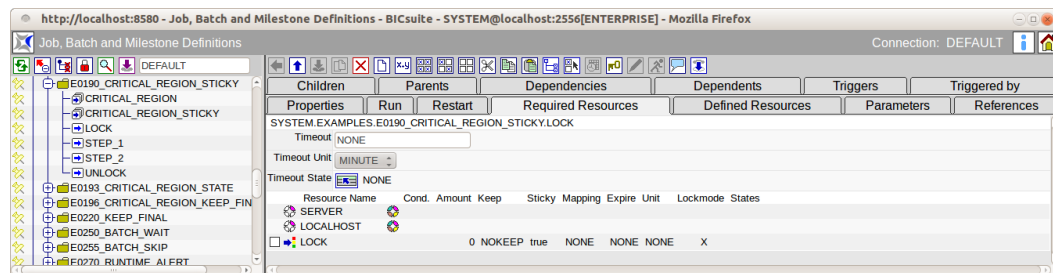 http://localhost:8580 - Job, Batch and Milestone Definitions - BICsuite - SYSTEM@localhost:2556[ENTERPRISE] - Mozilla Firefox
Job, Batch and Milestone Definitions Connection: DEFAULT
DEFAULT
E0190_CRITICAL_REGION_STICKY
CRITICAL_REGION
CRITICAL_REGION_STICKY
LOCK
STEP_1
STEP_2
UNLOCK
E0193_CRITICAL_REGION_STATE
E0196_CRITICAL_REGION_KEEP_FIN
E0220_KEEP_FINAL
E0250_BATCH_WAIT
E0255_BATCH_SKIP
E0270_RUNTIME_ALERT
Children Parents Dependencies Dependents Triggers Triggered by
Properties Run Restart Required Resources Defined Resources Parameters References
SYSTEM.EXAMPLES.E0190_CRITICAL_REGION_STICKY.LOCK
Timeout NONE
Timeout Unit MINUTE
Timeout State NONE
Resource Name Cond. Amount Keep Sticky Mapping Expire Unit Lockmode States
SERVER
LOCALHOST
LOCK 0 NOKEEP true NONE NONE NONE X